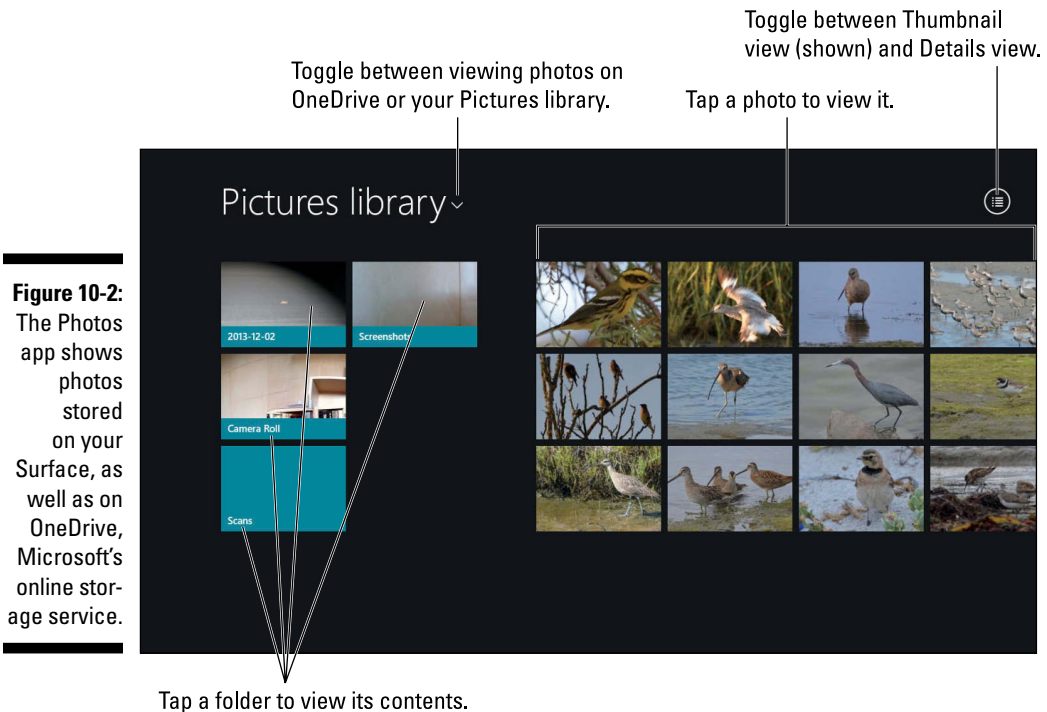 Toggle between Thumbnail
view (shown) and Details view.
Toggle between viewing photos on
OneDrive or your Pictures library.
Tap a photo to view it.
Pictures library
2013-12-02
Screenshots
Camera Roll
Scans
Figure 10-2:
The Photos
app shows
photos
stored
on your
Surface, as
well as on
OneDrive,
Microsoft's
online stor-
age service.
Tap a folder to view its contents.